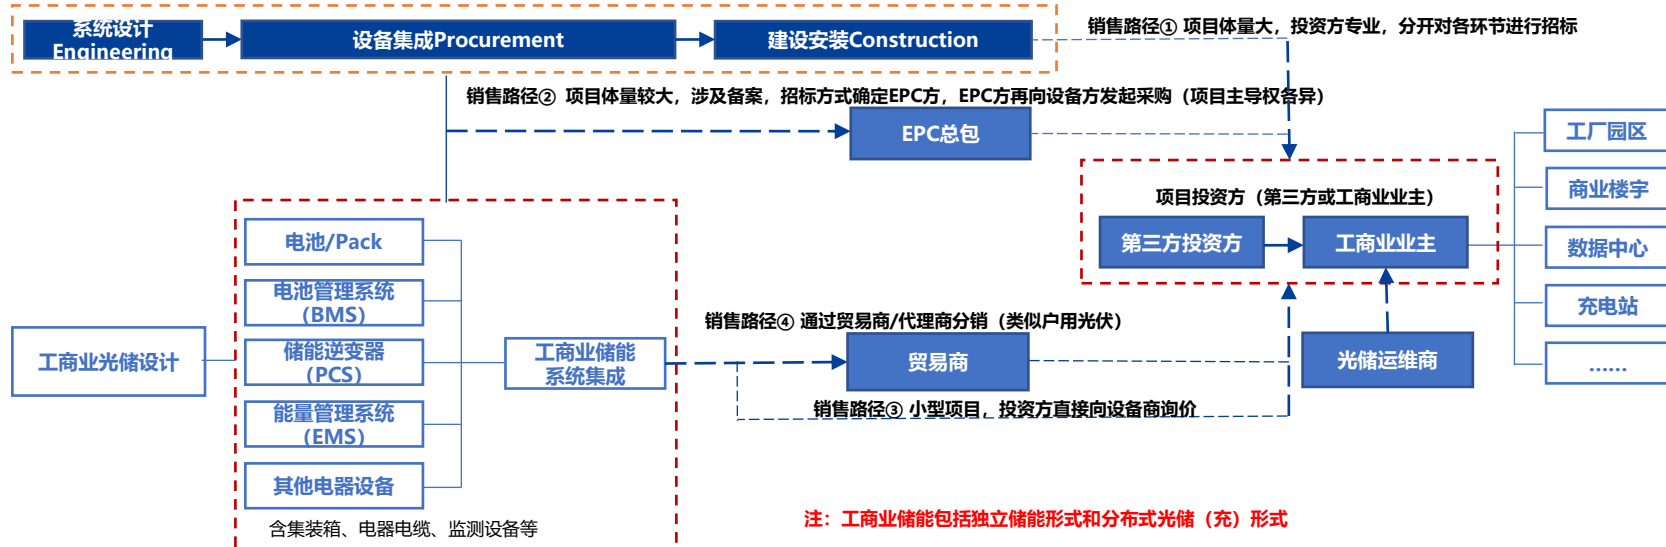 系统设计
Engineering
设备集成Procurement
建设安装Construction
销售路径① 项目体量大，投资方专业，分开对各环节进行招标
销售路径② 项目体量较大，涉及备案，招标方式确定EPC方，EPC方再向设备方发起采购（项目主导权各异）
EPC总包
项目投资方（第三方或工商业业主）
第三方投资方
工商业业主
工厂园区
商业楼宇
数据中心
充电站
......
工商业光储设计
电池/Pack
电池管理系统
（BMS）
储能逆变器
（PCS）
能量管理系统
（EMS）
其他电器设备
含集装箱、电器电缆、监测设备等
工商业储能
系统集成
销售路径④ 通过贸易商/代理商分销（类似户用光伏）
贸易商
光储运维商
销售路径③ 小型项目，投资方直接向设备商询价
注：工商业储能包括独立储能形式和分布式光储（充）形式